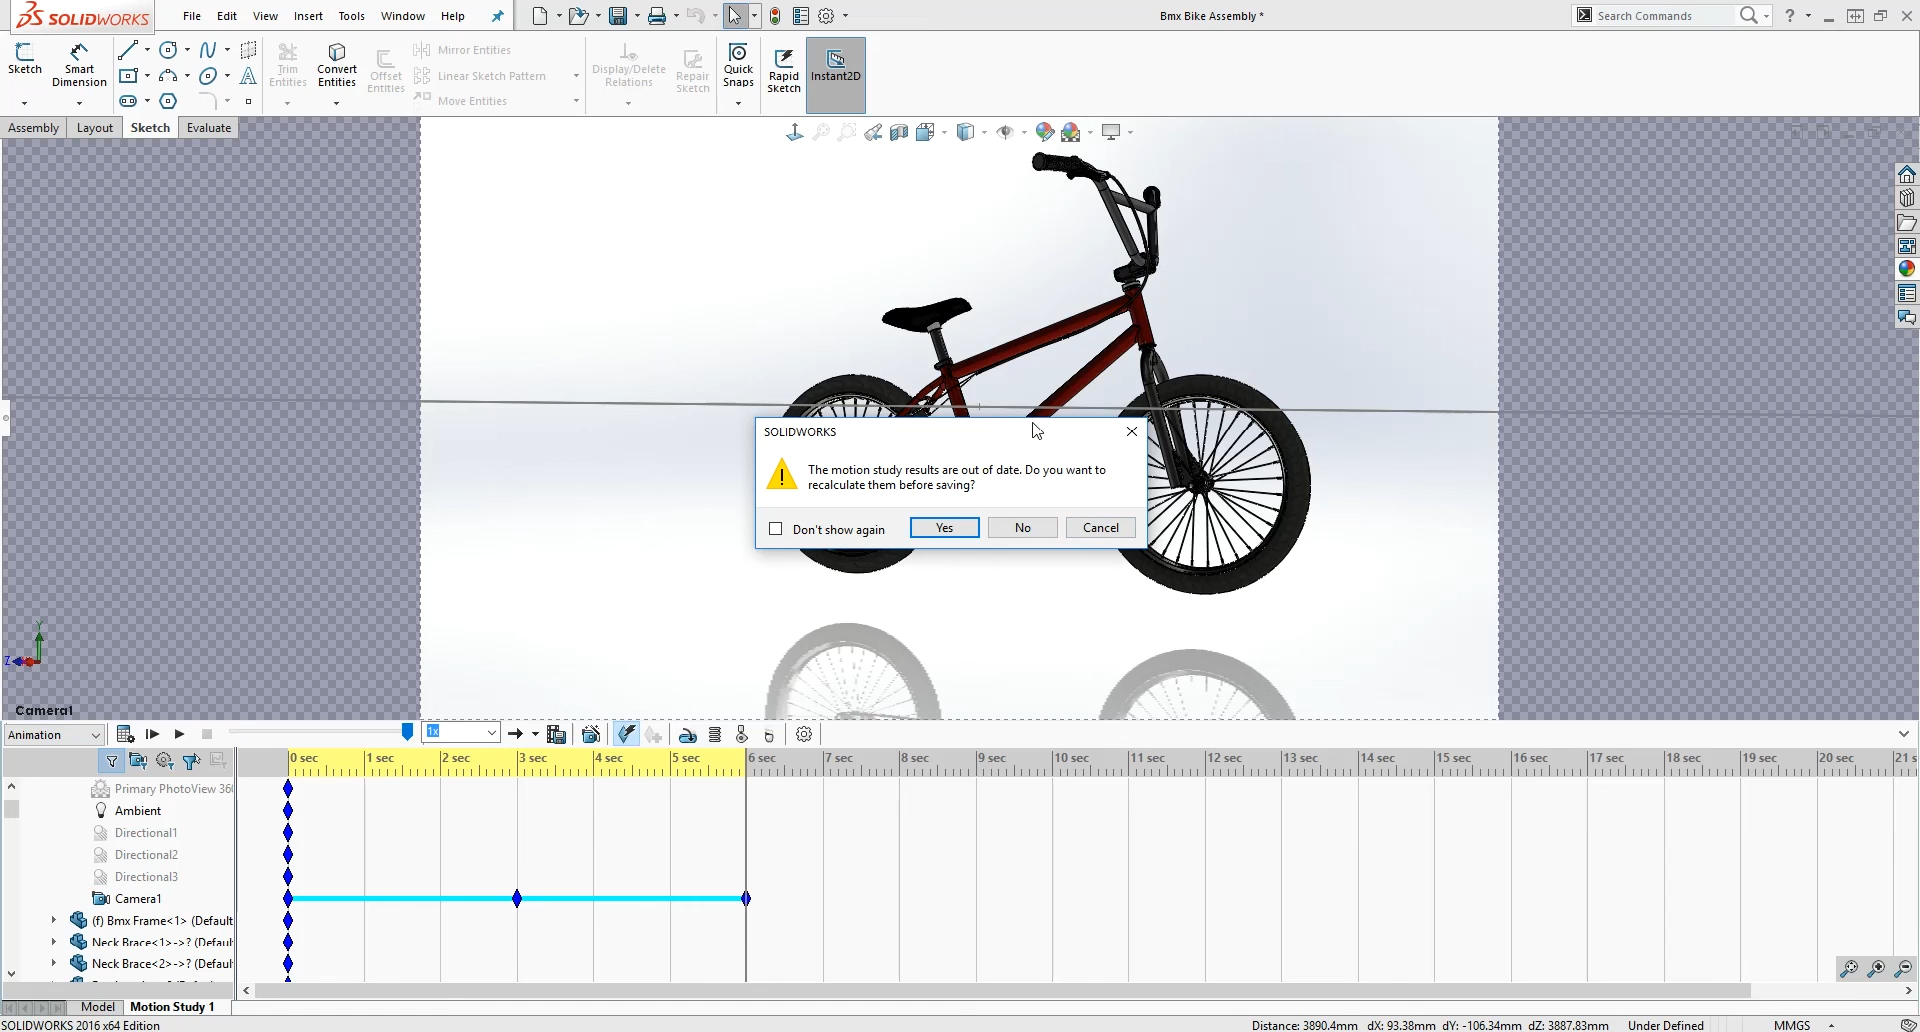 SOLIDWORKS
File Edit View Insert Tools Window Help
Bmx Bike Assembly *
Search Commands
Sketch
Smart Dimension
Trim Entities
Convert Entities
Offset Entities
Mirror Entities
Linear Sketch Pattern
Move Entities
Display/Delete Relations
Repair Sketch
Quick Snaps
Rapid Sketch
Instant2D
Assembly Layout Sketch Evaluate
SOLIDWORKS
The motion study results are out of date. Do you want to
recalculate them before saving?
Don't show again Yes No Cancel
Y
Z
Camera1
Animation 1x
0 sec 1 sec 2 sec 3 sec 4 sec 5 sec 6 sec 7 sec 8 sec 9 sec 10 sec 11 sec 12 sec 13 sec 14 sec 15 sec 16 sec 17 sec 18 sec 19 sec 20 sec 21 s
Primary PhotoView 36
Ambient
Directional1
Directional2
Directional3
Camera1
(f) Bmx Frame<1> (Default
Neck Brace<1>->? (Defaul
Neck Brace<2>->? (Defaul
Model Motion Study 1
SOLIDWORKS 2016 x64 Edition
Distance: 3890.4mm dX: 93.38mm dY: -106.34mm dZ: 3887.83mm Under Defined MMGS